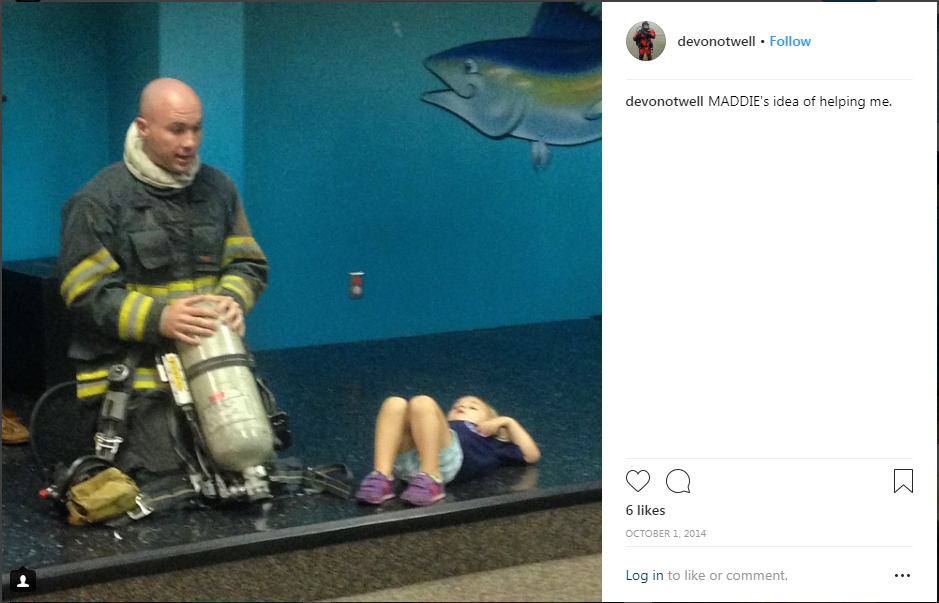 devonotwell • Follow
devonotwell MADDIE's idea of helping me.
6 likes
OCTOBER 1, 2014
Log in to like or comment.